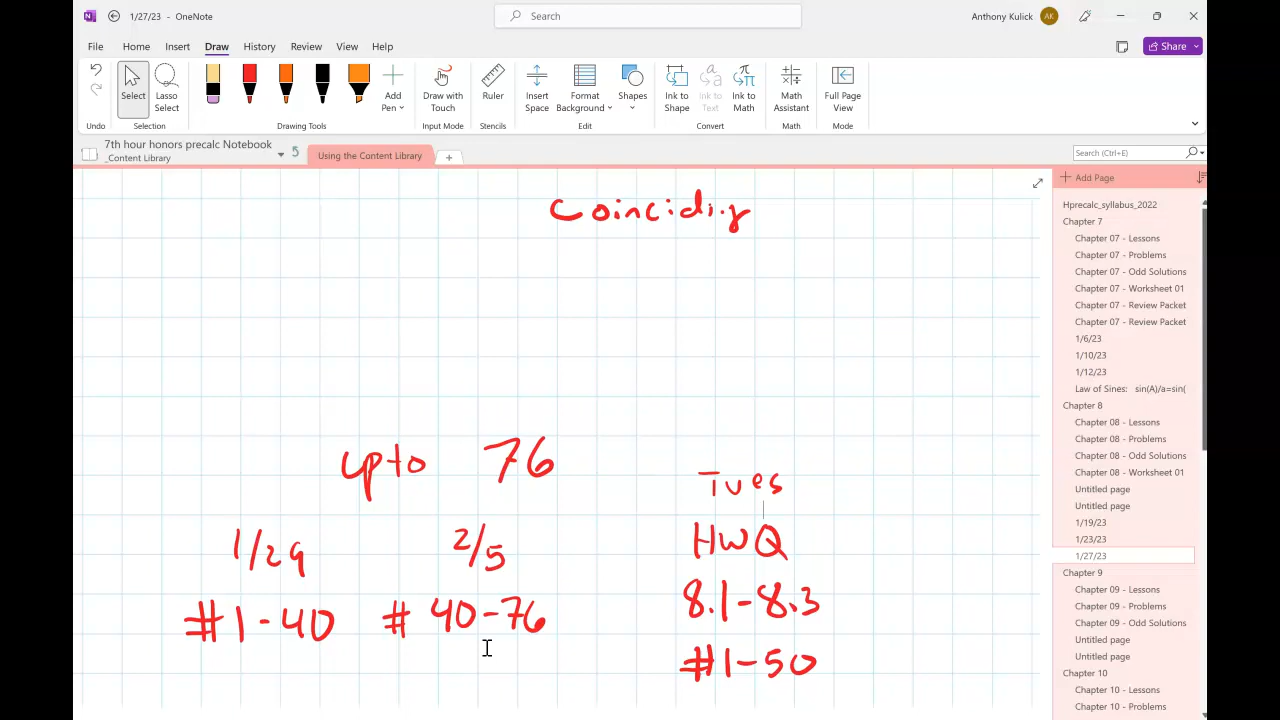 1/27/23 - OneNote
Search
Anthony Kulick
AK
File Home Insert Draw History Review View Help
Share
Undo
Select
Lasso Select
Selection
Add Pen
Drawing Tools
Draw with Touch
Input Mode
Ruler
Stencils
Insert Space
Format Background
Shapes
Edit
Ink to Shape
Ink to Text
Ink to Math
Convert
Math Assistant
Math
Full Page View
Mode
7th hour honors precalc Notebook
_Content Library
Using the Content Library
Search (Ctrl+E)
Coinciding
upto 76
1/29 2/5
#1-40 # 40-76
Tues
HWQ
8.1-8.3
#1-50
Add Page
Hprecalc_syllabus_2022
Chapter 7
Chapter 07 - Lessons
Chapter 07 - Problems
Chapter 07 - Odd Solutions
Chapter 07 - Worksheet 01
Chapter 07 - Review Packet
Chapter 07 - Review Packet
1/6/23
1/10/23
1/12/23
Law of Sines: sin(A)/a=sin(
Chapter 8
Chapter 08 - Lessons
Chapter 08 - Problems
Chapter 08 - Odd Solutions
Chapter 08 - Worksheet 01
Untitled page
Untitled page
1/19/23
1/23/23
1/27/23
Chapter 9
Chapter 09 - Lessons
Chapter 09 - Problems
Chapter 09 - Odd Solutions
Untitled page
Untitled page
Chapter 10
Chapter 10 - Lessons
Chapter 10 - Problems